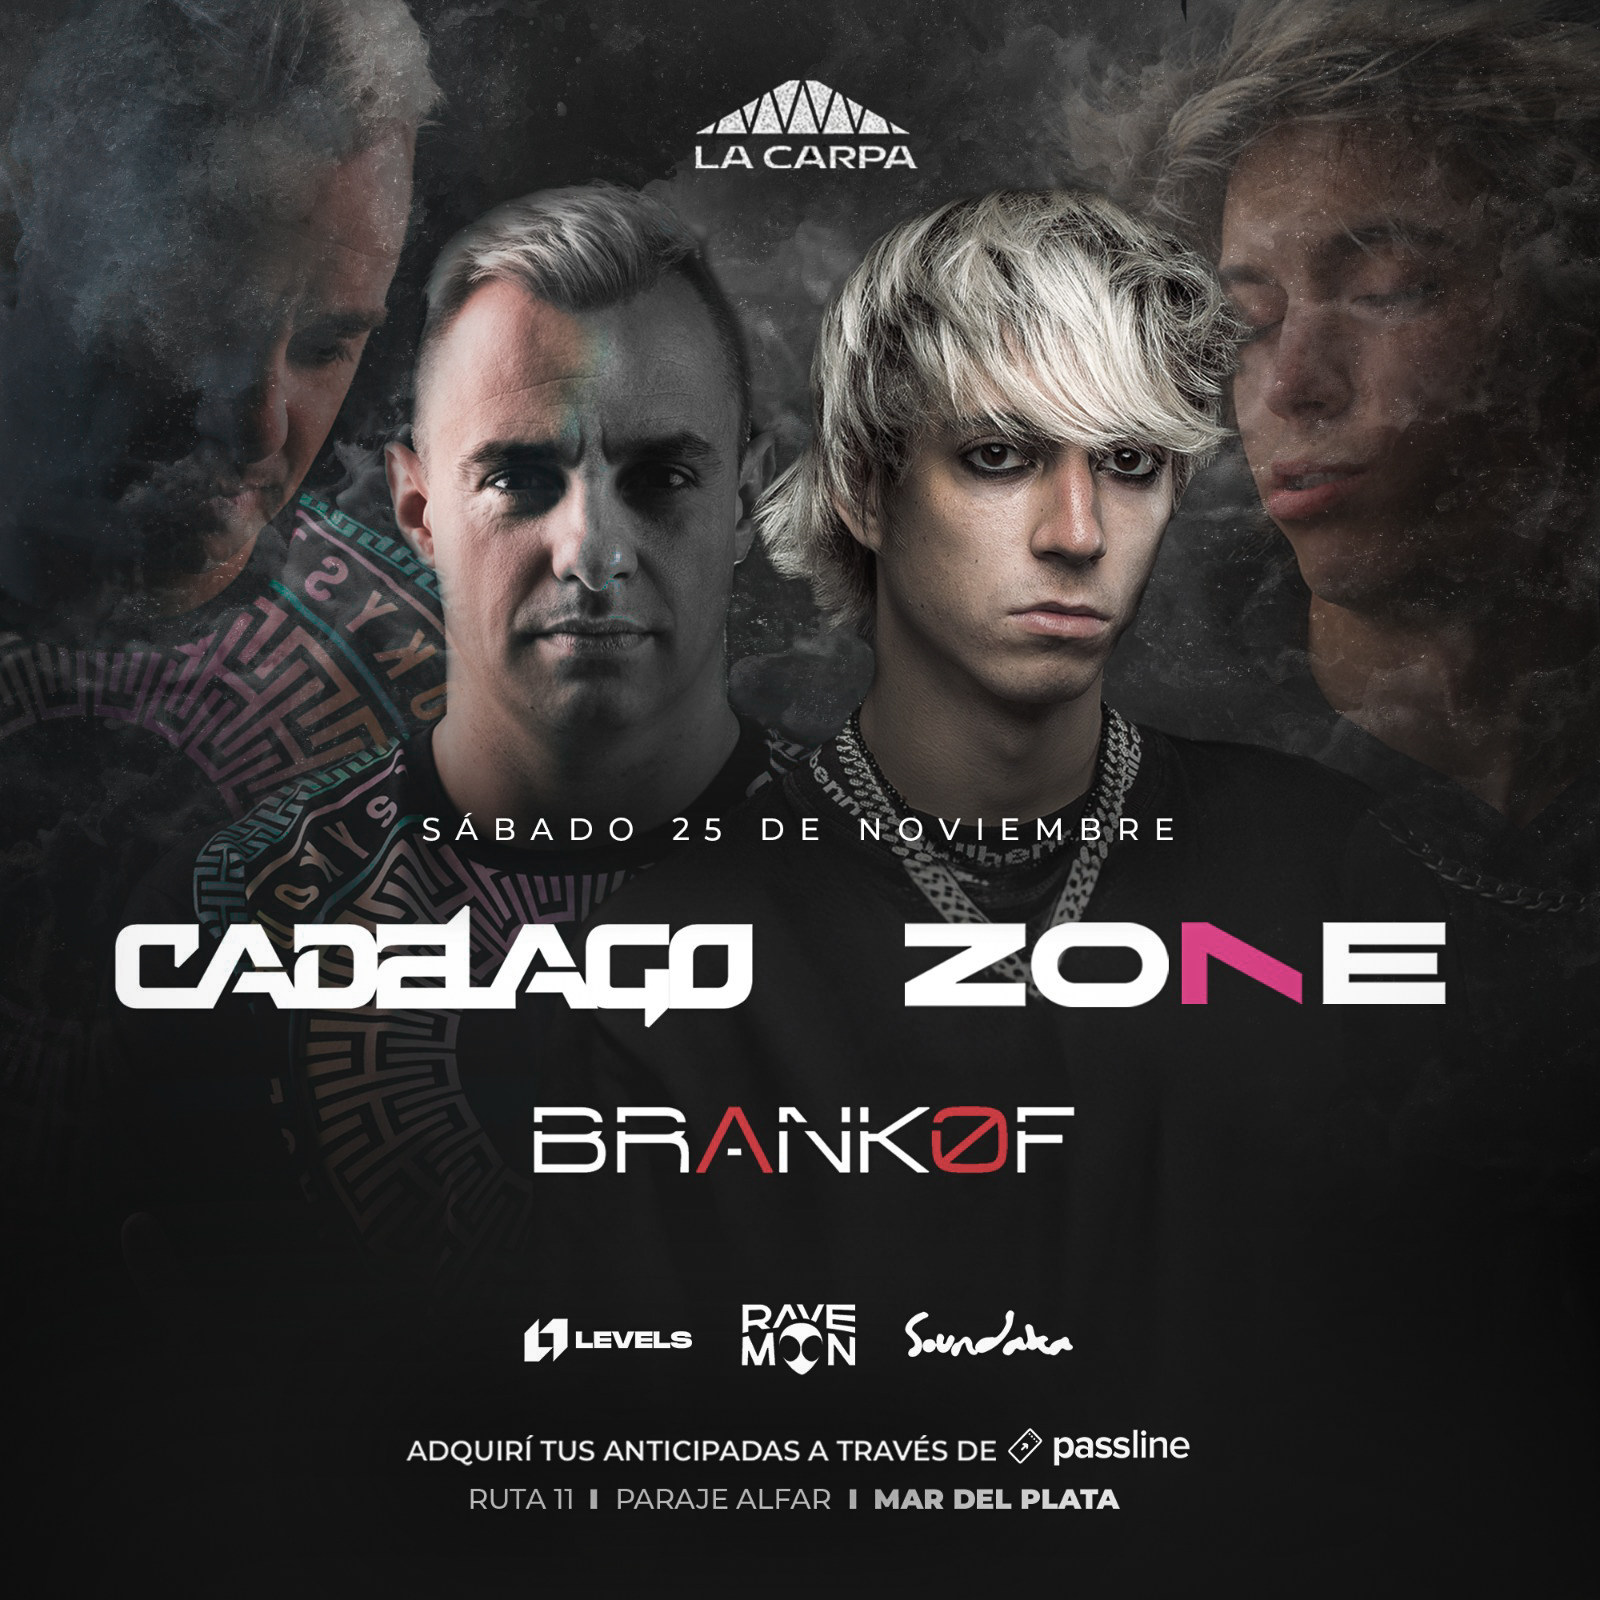 LA CARPA
SÁBADO 25 DE NOVIEMBRE
CADELAGO ZONE
BRANKØF
LEVELS RAVE MOON Soundaka
ADQUIRÍ TUS ANTICIPADAS A TRAVÉS DE passline
RUTA 11 | PARAJE ALFAR | MAR DEL PLATA